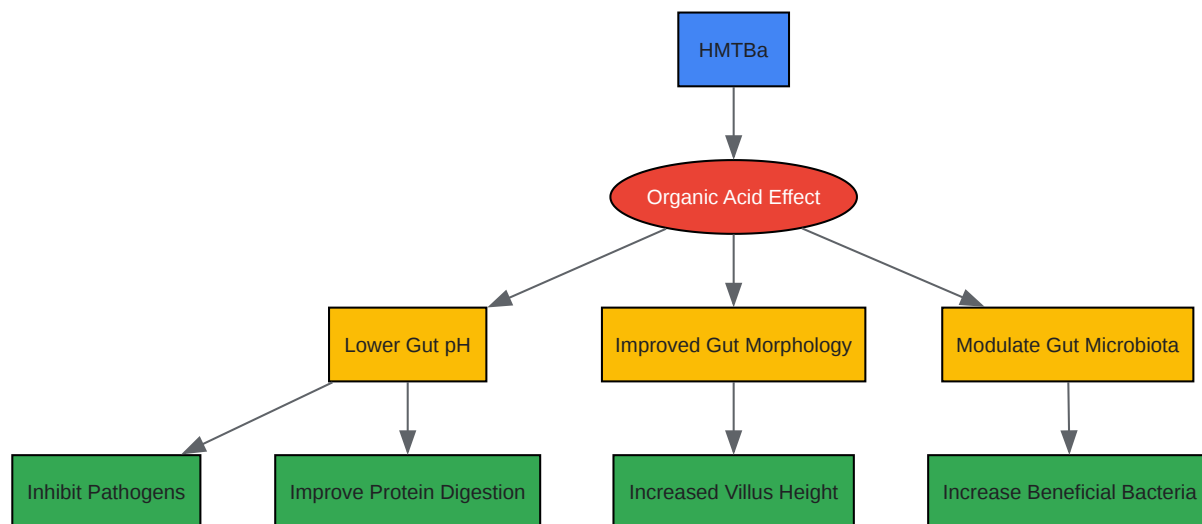 HMTBa
Organic Acid Effect
Lower Gut pH
Improved Gut Morphology
Modulate Gut Microbiota
Inhibit Pathogens
Improve Protein Digestion
Increased Villus Height
Increase Beneficial Bacteria